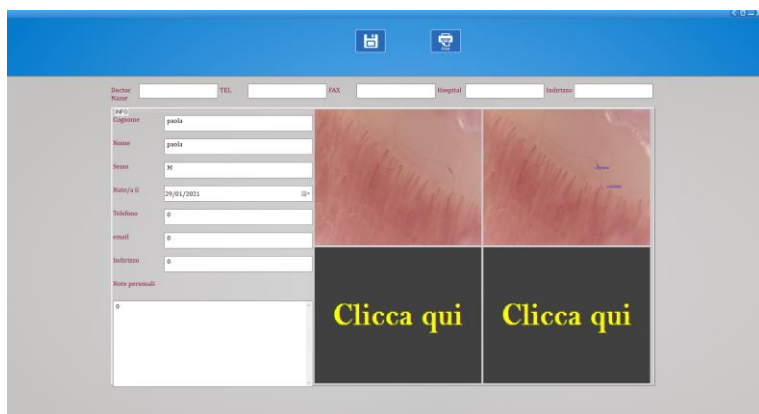 Doctor Name
TEL
FAX
Hospital
Indirizzo
INFO
Cognome
paola
Nome
paola
Sesso
M
Nato/a il
29/01/2021
Telefono
0
email
0
Indirizzo
0
Note personali
0
Clicca qui
Clicca qui